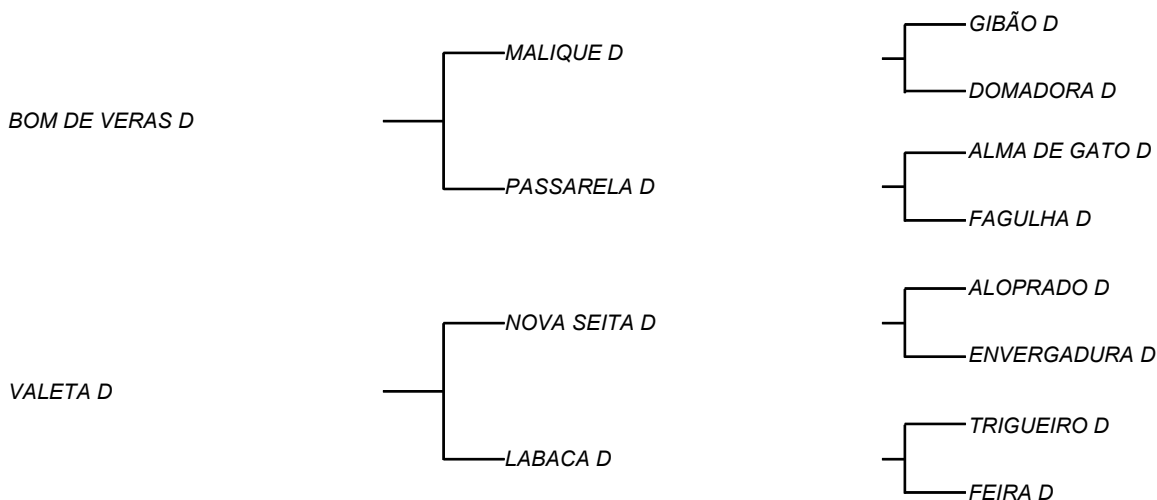 GIBÃO D
MALIQUE D
DOMADORA D
BOM DE VERAS D
ALMA DE GATO D
PASSARELA D
FAGULHA D
ALOPRADO D
NOVA SEITA D
ENVERGADURA D
VALETA D
TRIGUEIRO D
LABACA D
FEIRA D